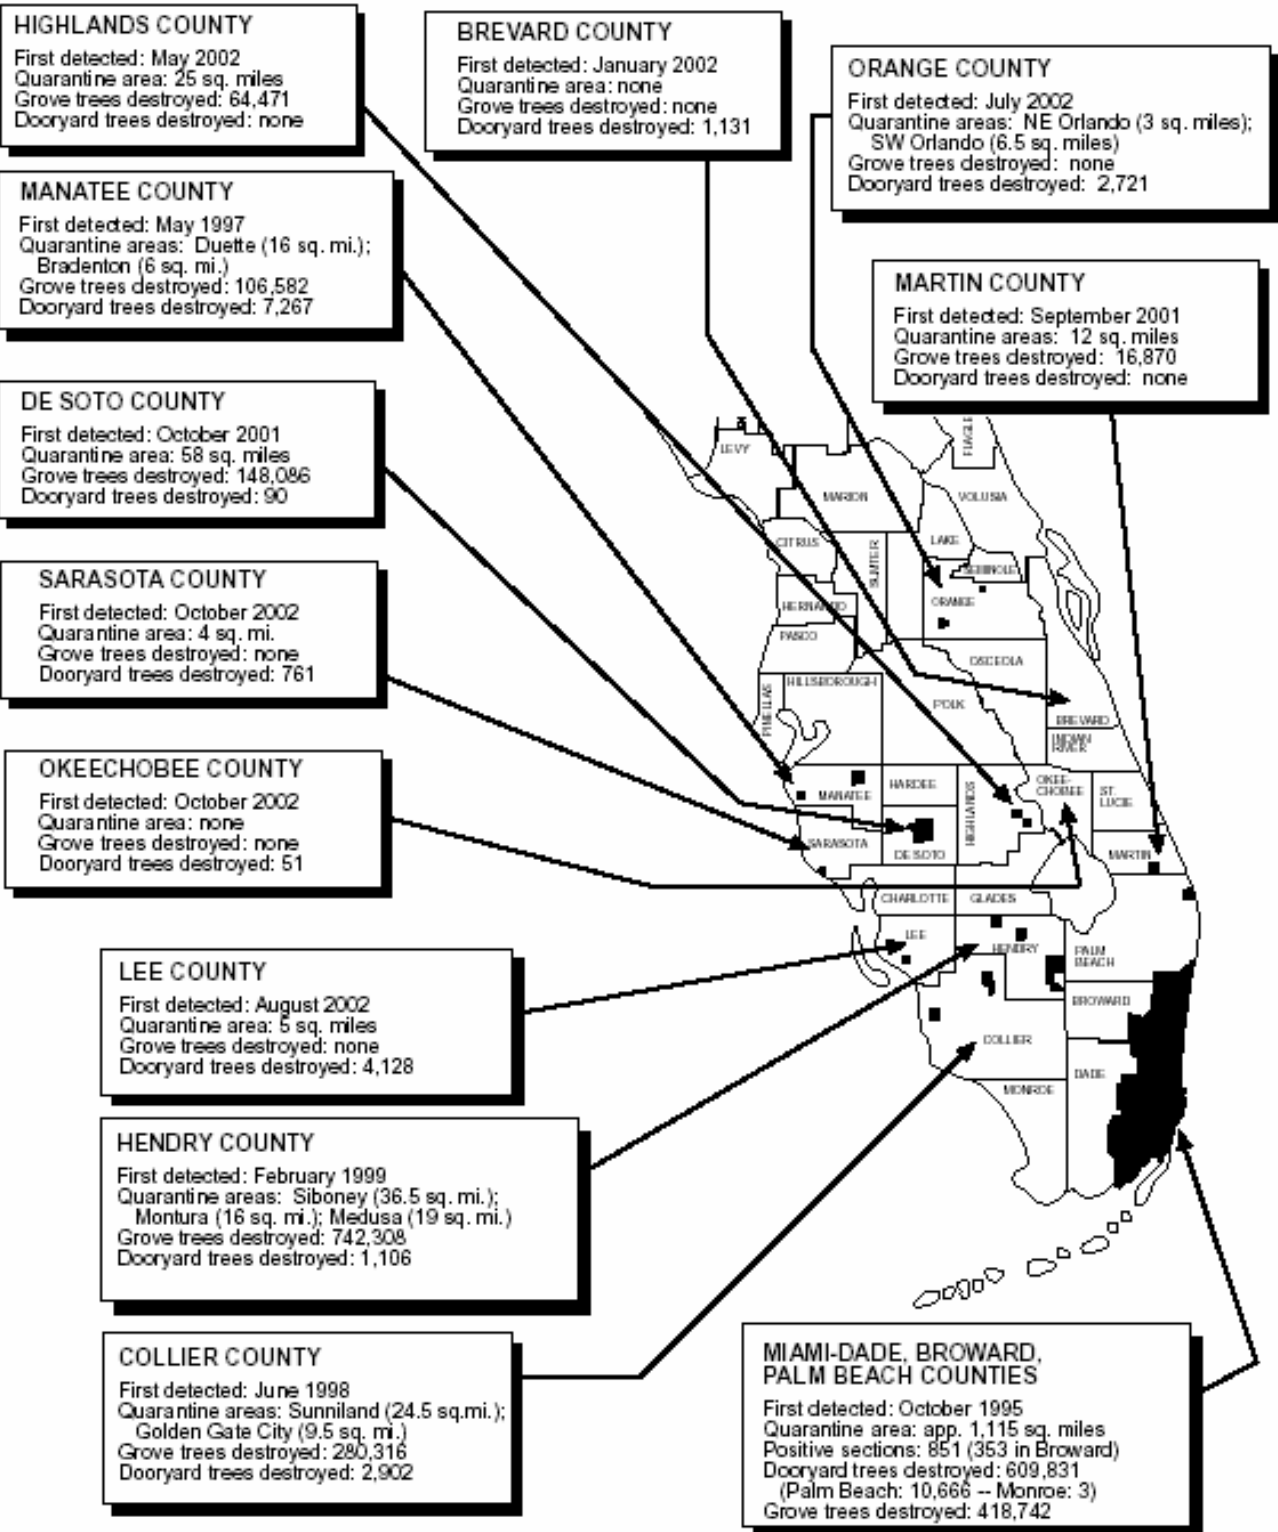 HIGHLANDS COUNTY
First detected: May 2002
Quarantine area: 25 sq. miles
Grove trees destroyed: 64,471
Dooryard trees destroyed: none
BREVARD COUNTY
First detected: January 2002
Quarantine area: none
Grove trees destroyed: none
Dooryard trees destroyed: 1,131
ORANGE COUNTY
First detected: July 2002
Quarantine areas: NE Orlando (3 sq. miles);
SW Orlando (6.5 sq. miles)
Grove trees destroyed: none
Dooryard trees destroyed: 2,721
MANATEE COUNTY
First detected: May 1997
Quarantine areas: Duette (16 sq. mi.);
Bradenton (6 sq. mi.)
Grove trees destroyed: 106,582
Dooryard trees destroyed: 7,267
MARTIN COUNTY
First detected: September 2001
Quarantine areas: 12 sq. miles
Grove trees destroyed: 16,870
Dooryard trees destroyed: none
DE SOTO COUNTY
First detected: October 2001
Quarantine area: 58 sq. miles
Grove trees destroyed: 148,086
Dooryard trees destroyed: 90
SARASOTA COUNTY
First detected: October 2002
Quarantine area: 4 sq. mi.
Grove trees destroyed: none
Dooryard trees destroyed: 761
OKEECHOBEE COUNTY
First detected: October 2002
Quarantine area: none
Grove trees destroyed: none
Dooryard trees destroyed: 51
LEE COUNTY
First detected: August 2002
Quarantine area: 5 sq. miles
Grove trees destroyed: none
Dooryard trees destroyed: 4,128
HENDRY COUNTY
First detected: February 1999
Quarantine areas: Siboney (36.5 sq. mi.);
Montura (16 sq. mi.); Medusa (19 sq. mi.)
Grove trees destroyed: 742,308
Dooryard trees destroyed: 1,106
COLLIER COUNTY
First detected: June 1998
Quarantine areas: Sunniland (24.5 sq.mi.);
Golden Gate City (9.5 sq. mi.)
Grove trees destroyed: 280,316
Dooryard trees destroyed: 2,902
MIAMI-DADE, BROWARD,
PALM BEACH COUNTIES
First detected: October 1995
Quarantine area: app. 1,115 sq. miles
Positive sections: 851 (353 in Broward)
Dooryard trees destroyed: 609,831
(Palm Beach: 10,666 -- Monroe: 3)
Grove trees destroyed: 418,742
LEVY
FLAGLE
MARION
VOLUSIA
CITRUS
SUMTER
LAKE
SEMINOLE
HERNANDO
ORANGE
PASCO
OSCEOLA
PINELLAS
HILLSBOROUGH
POLK
BREVARD
INDIAN
RIVER
MANATEE
HARDEE
HIGHLANDS
OKEE-
CHOBEE
ST.
LUCIE
SARASOTA
DE SOTO
MARTIN
CHARLOTTE
GLADES
LEE
HENDRY
PALM
BEACH
BROWARD
COLLIER
DADE
MONROE